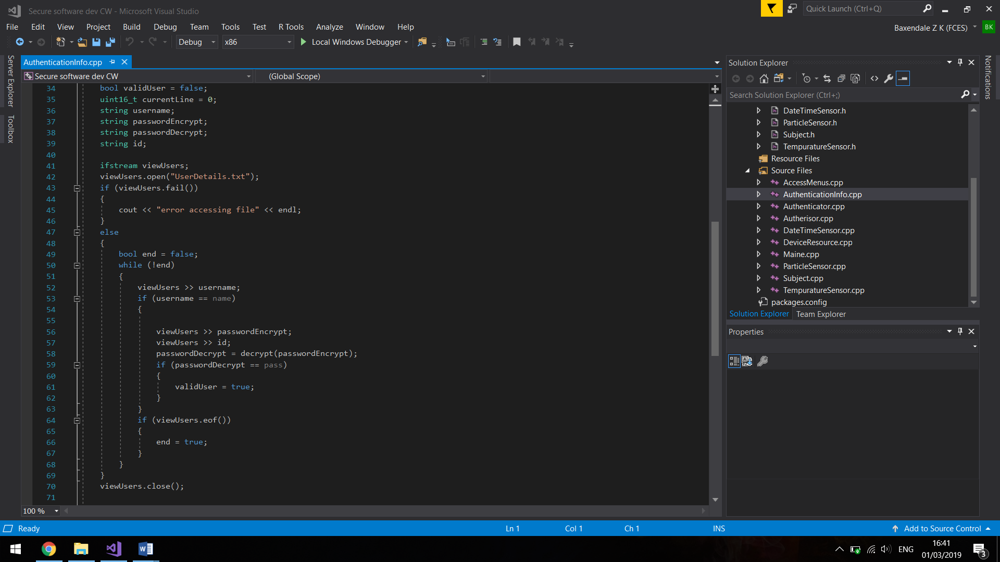 Secure software dev CW - Microsoft Visual Studio
Quick Launch (Ctrl+Q)
File Edit View Project Build Debug Team Tools Test R Tools Analyze Window Help
Baxendale Z K (FCES) BK
Debug x86 Local Windows Debugger
Server Explorer
Toolbox
AuthenticationInfo.cpp
Secure software dev CW (Global Scope)
34 bool validUser = false;
35 uint16_t currentLine = 0;
36 string username;
37 string passwordEncrypt;
38 string passwordDecrypt;
39 string id;
40
41 ifstream viewUsers;
42 viewUsers.open("UserDetails.txt");
43 if (viewUsers.fail())
44 {
45 cout << "error accessing file" << endl;
46 }
47 else
48 {
49 bool end = false;
50 while (!end)
51 {
52 viewUsers >> username;
53 if (username == name)
54 {
55
56 viewUsers >> passwordEncrypt;
57 viewUsers >> id;
58 passwordDecrypt = decrypt(passwordEncrypt);
59 if (passwordDecrypt == pass)
60 {
61 validUser = true;
62 }
63 }
64 if (viewUsers.eof())
65 {
66 end = true;
67 }
68 }
69 }
70 viewUsers.close();
71
100 %
Solution Explorer
Search Solution Explorer (Ctrl+;)
DateTimeSensor.h
ParticleSensor.h
Subject.h
TempuratureSensor.h
Resource Files
Source Files
AccessMenus.cpp
AuthenticationInfo.cpp
Authenticator.cpp
Autherisor.cpp
DateTimeSensor.cpp
DeviceResource.cpp
Maine.cpp
ParticleSensor.cpp
Subject.cpp
TempuratureSensor.cpp
packages.config
Solution Explorer Team Explorer
Properties
Notifications
Ready Ln 1 Col 1 Ch 1 INS Add to Source Control
ENG
16:41
01/03/2019
3